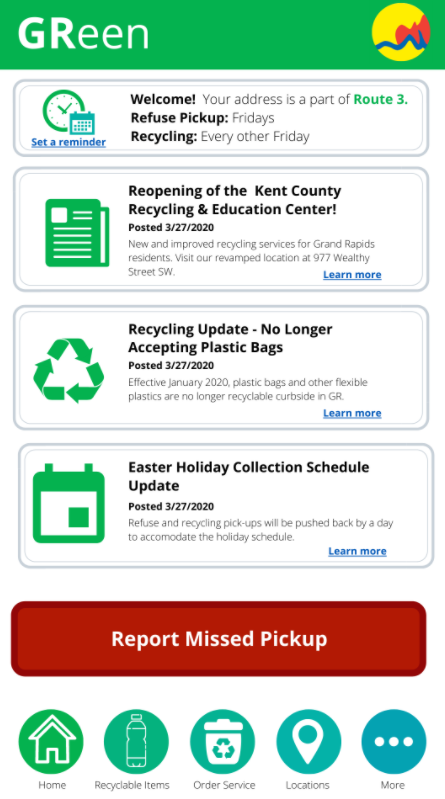 GReen
Welcome! Your address is a part of Route 3.
Refuse Pickup: Fridays
Recycling: Every other Friday
Set a reminder
Reopening of the Kent County
Recycling & Education Center!
Posted 3/27/2020
New and improved recycling services for Grand Rapids
residents. Visit our revamped location at 977 Wealthy
Street SW.
Learn more
Recycling Update - No Longer
Accepting Plastic Bags
Posted 3/27/2020
Effective January 2020, plastic bags and other flexible
plastics are no longer recyclable curbside in GR.
Learn more
Easter Holiday Collection Schedule
Update
Posted 3/27/2020
Refuse and recycling pick-ups will be pushed back by a day
to accomodate the holiday schedule.
Learn more
Report Missed Pickup
Home
Recyclable Items
Order Service
Locations
More